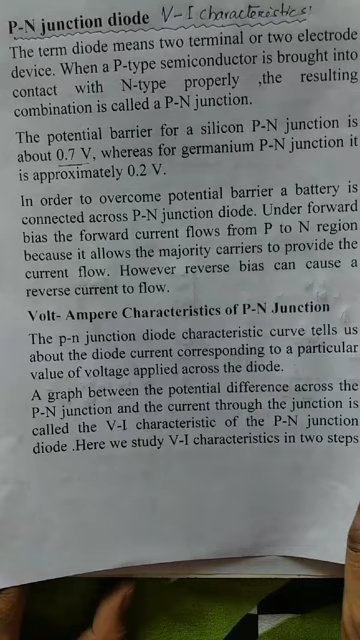 P-N junction diode V-I characteristics:
The term diode means two terminal or two electrode
device. When a P-type semiconductor is brought into
contact with N-type properly ,the resulting
combination is called a P-N junction.
The potential barrier for a silicon P-N junction is
about 0.7 V, whereas for germanium P-N junction it
is approximately 0.2 V.
In order to overcome potential barrier a battery is
connected across P-N junction diode. Under forward
bias the forward current flows from P to N region
because it allows the majority carriers to provide the
current flow. However reverse bias can cause a
reverse current to flow.
Volt- Ampere Characteristics of P-N Junction
The p-n junction diode characteristic curve tells us
about the diode current corresponding to a particular
value of voltage applied across the diode.
A graph between the potential difference across the
P-N junction and the current through the junction is
called the V-I characteristic of the P-N junction
diode .Here we study V-I characteristics in two steps